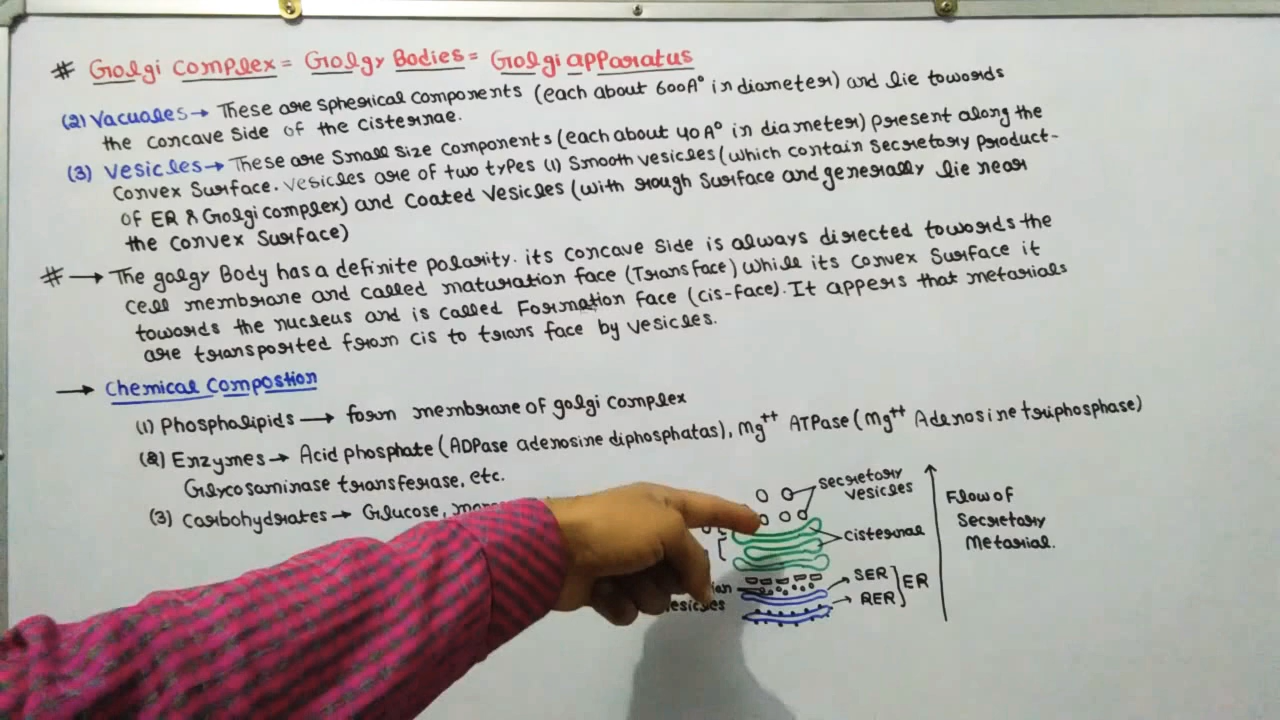 # Golgi Complex = Golgy Bodies = Golgi apparatus
(2) Vacuoles → These are spherical components (each about 600A° in diameter) and lie towards
the concave side of the cisternae.
(3) Vesicles → These are Small size components (each about 40 A° in diameter) present along the
Convex Surface. Vesicles are of two types (1) Smooth vesicles (which contain secretory product-
of ER & Golgi complex) and Coated Vesicles (with rough Surface and generally lie near
the convex Surface)
# → The golgy Body has a definite polarity. its concave side is always directed towards the
cell membrane and called maturation face (Trans face) while its convex Surface it
towards the nucleus and is called Formation face (cis-face). It appers that metarials
are transported from cis to trans face by vesicles.
→ Chemical Compostion
(1) Phospholipids → form membrane of golgi complex
(2) Enzymes → Acid phosphate (ADPase adenosine diphosphatas), Mg++ ATPase (Mg++ Adenosine triphosphase)
Glycosaminase transferase, etc.
(3) Carbohydrates → Glucose,
secretory
vesicles
cisternal
SER
RER
ER
Flow of
Secretary
Metarial.